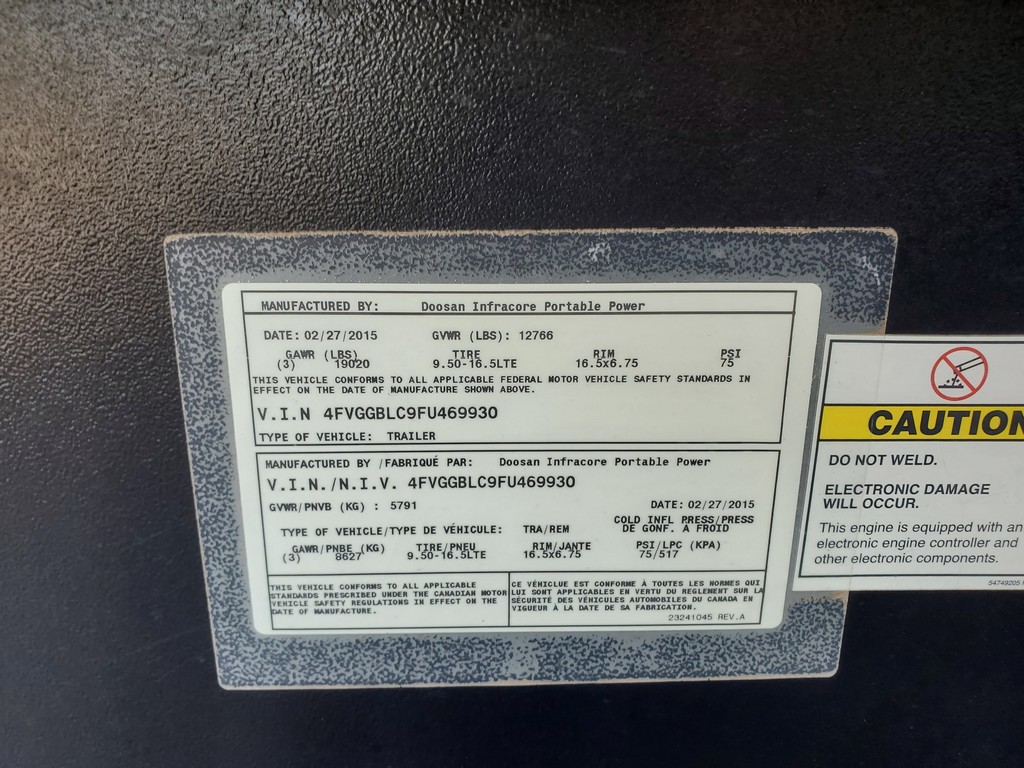 MANUFACTURED BY: Doosan Infracore Portable Power
DATE: 02/27/2015 GVWR (LBS): 12766
GAWR (LBS) TIRE RIM PSI
(3) 19020 9.50-16.5LTE 16.5x6.75 75
THIS VEHICLE CONFORMS TO ALL APPLICABLE FEDERAL MOTOR VEHICLE SAFETY STANDARDS IN
EFFECT ON THE DATE OF MANUFACTURE SHOWN ABOVE.
V.I.N 4FVGGBLC9FU469930
TYPE OF VEHICLE: TRAILER
MANUFACTURED BY /FABRIQUÉ PAR: Doosan Infracore Portable Power
V.I.N./N.I.V. 4FVGGBLC9FU469930
GVWR/PNVB (KG) : 5791 DATE: 02/27/2015
TYPE OF VEHICLE/TYPE DE VÉHICULE: TRA/REM COLD INFL PRESS/PRESS
DE GONF. A FROID
GAWR/PNBE (KG) TIRE/PNEU RIM/JANTE PSI/LPC (KPA)
(3) 8627 9.50-16.5LTE 16.5x6.75 75/517
THIS VEHICLE CONFORMS TO ALL APPLICABLE
STANDARDS PRESCRIBED UNDER THE CANADIAN MOTOR
VEHICLE SAFETY REGULATIONS IN EFFECT ON THE
DATE OF MANUFACTURE.
CE VÉHICLUE EST CONFORME À TOUTES LES NORMES QUI
LUI SONT APPLICABLES EN VERTU DU REGLEMENT SUR LA
SÉCURITÉ DES VÉHICULES AUTOMOBILES DU CANADA EN
VIGUEUR À LA DATE DE SA FABRICATION.
23241045 REV.A
CAUTION
DO NOT WELD.
ELECTRONIC DAMAGE
WILL OCCUR.
This engine is equipped with an
electronic engine controller and
other electronic components.
54749205